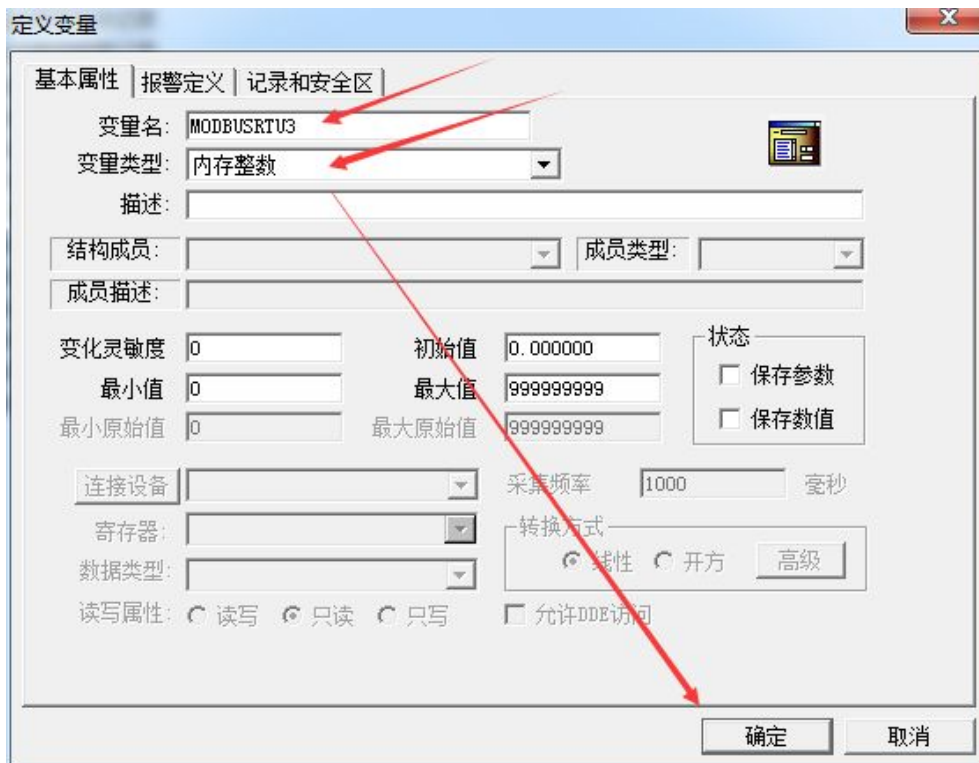 定义变量
基本属性 报警定义 记录和安全区
变量名: MODBUSRTU3
变量类型: 内存整数
描述:
结构成员: 成员类型:
成员描述:
变化灵敏度 0 初始值 0.000000 状态
最小值 0 最大值 999999999 保存参数
最小原始值 0 最大原始值 999999999 保存数值
连接设备 采集频率 1000 毫秒
寄存器: 转换方式
线性 开方 高级
数据类型:
读写属性: 读写 只读 只写 允许DDE访问
确定 取消